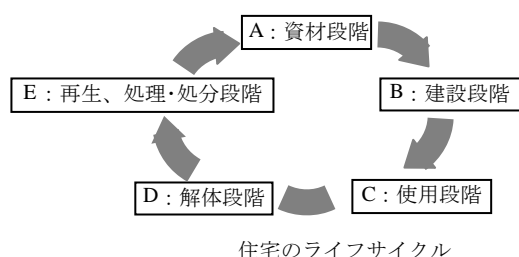 A：資材段階
B：建設段階
C：使用段階
D：解体段階
E：再生、処理･処分段階
住宅のライフサイクル